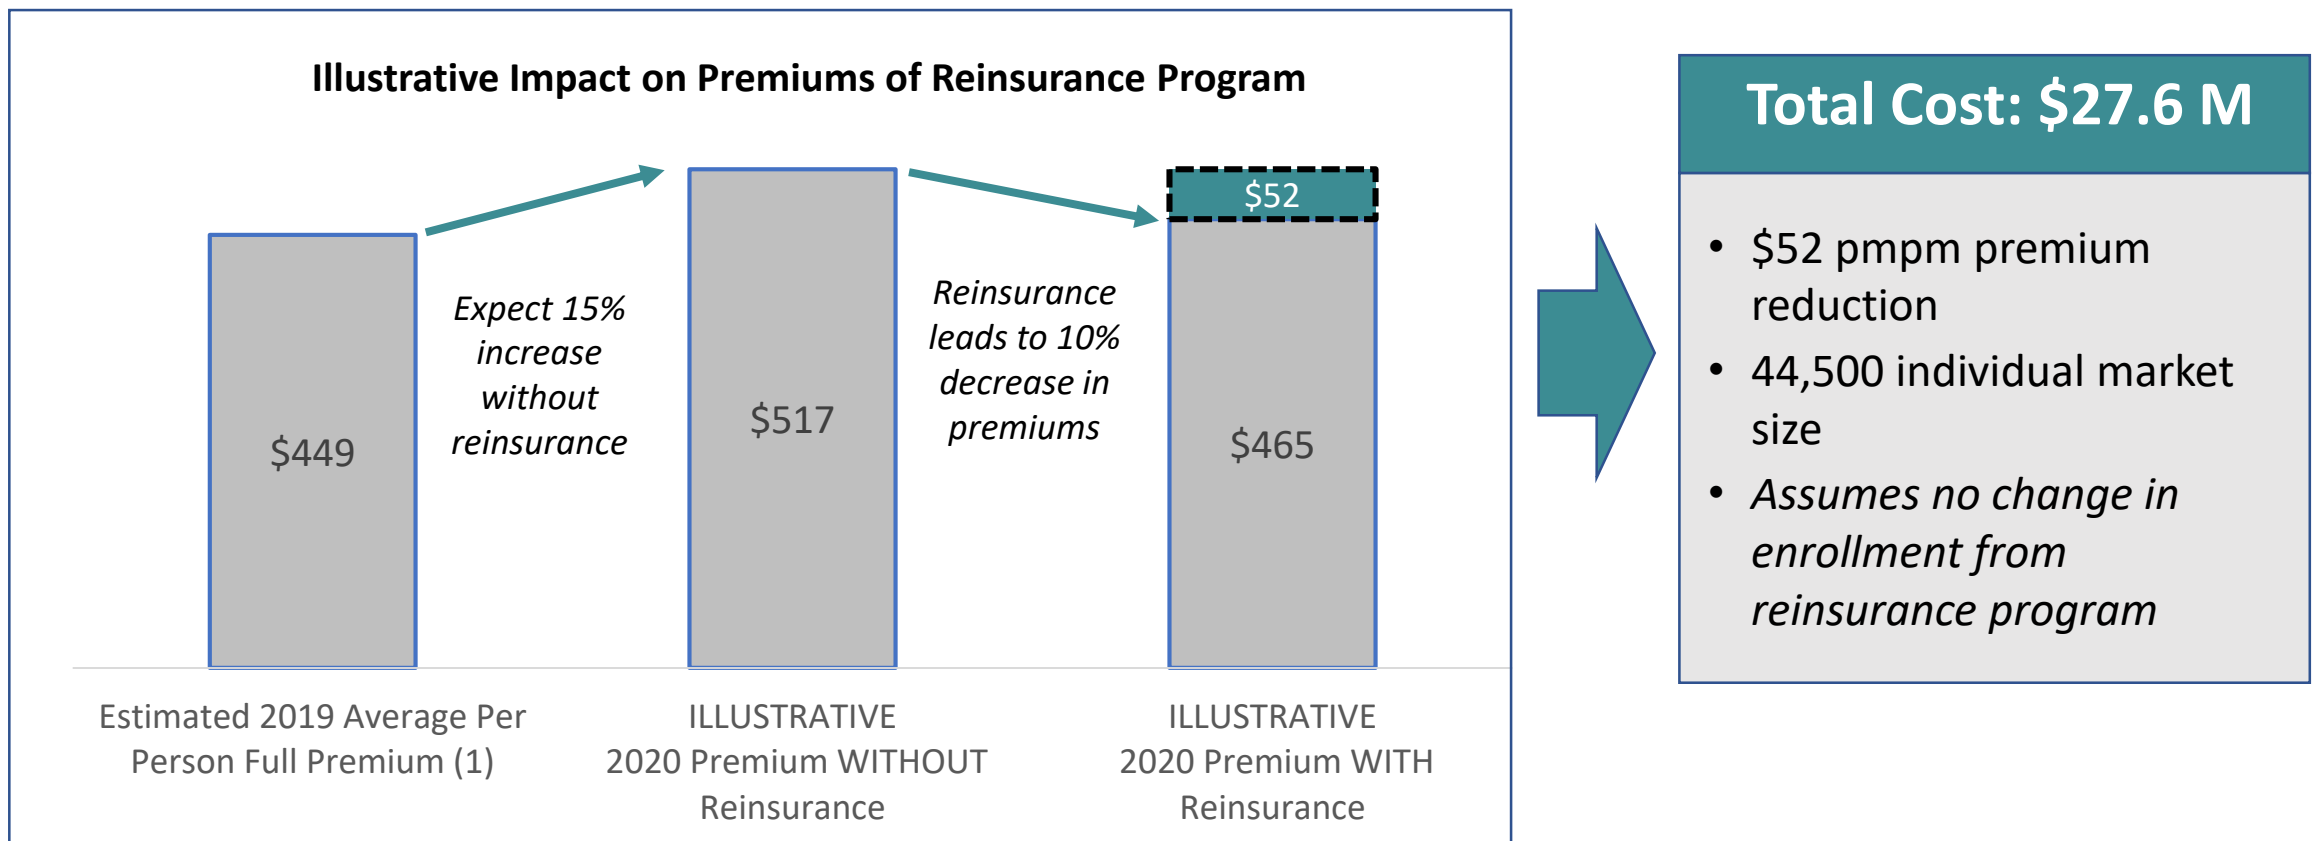 Illustrative Impact on Premiums of Reinsurance Program
$449
Expect 15%
increase
without
reinsurance
$517
Reinsurance
leads to 10%
decrease in
premiums
$52
$465
Estimated 2019 Average Per
Person Full Premium (1)
ILLUSTRATIVE
2020 Premium WITHOUT
Reinsurance
ILLUSTRATIVE
2020 Premium WITH
Reinsurance
Total Cost: $27.6 M
• $52 pmpm premium
reduction
• 44,500 individual market
size
• Assumes no change in
enrollment from
reinsurance program